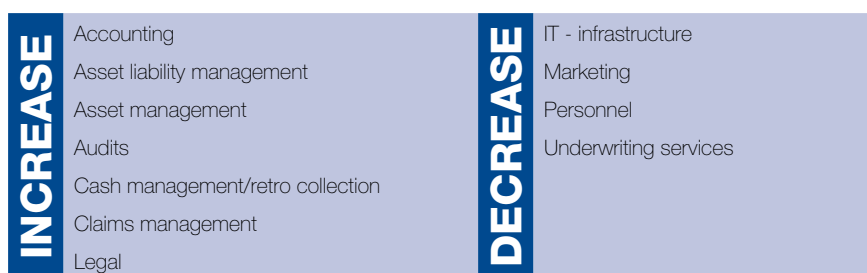 INCREASE
Accounting
Asset liability management
Asset management
Audits
Cash management/retro collection
Claims management
Legal
DECREASE
IT - infrastructure
Marketing
Personnel
Underwriting services